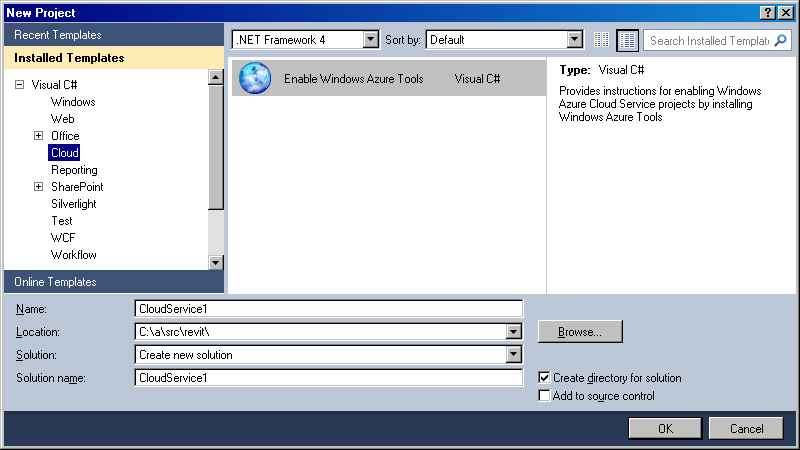 New Project
Recent Templates
Installed Templates
Visual C#
Windows
Web
Office
Cloud
Reporting
SharePoint
Silverlight
Test
WCF
Workflow
Online Templates
.NET Framework 4
Sort by:
Default
Search Installed Templat
Enable Windows Azure Tools
Visual C#
Type: Visual C#
Provides instructions for enabling Windows
Azure Cloud Service projects by installing
Windows Azure Tools
Name:
CloudService1
Location:
C:\a\src\revit\
Browse...
Solution:
Create new solution
Solution name:
CloudService1
Create directory for solution
Add to source control
OK
Cancel